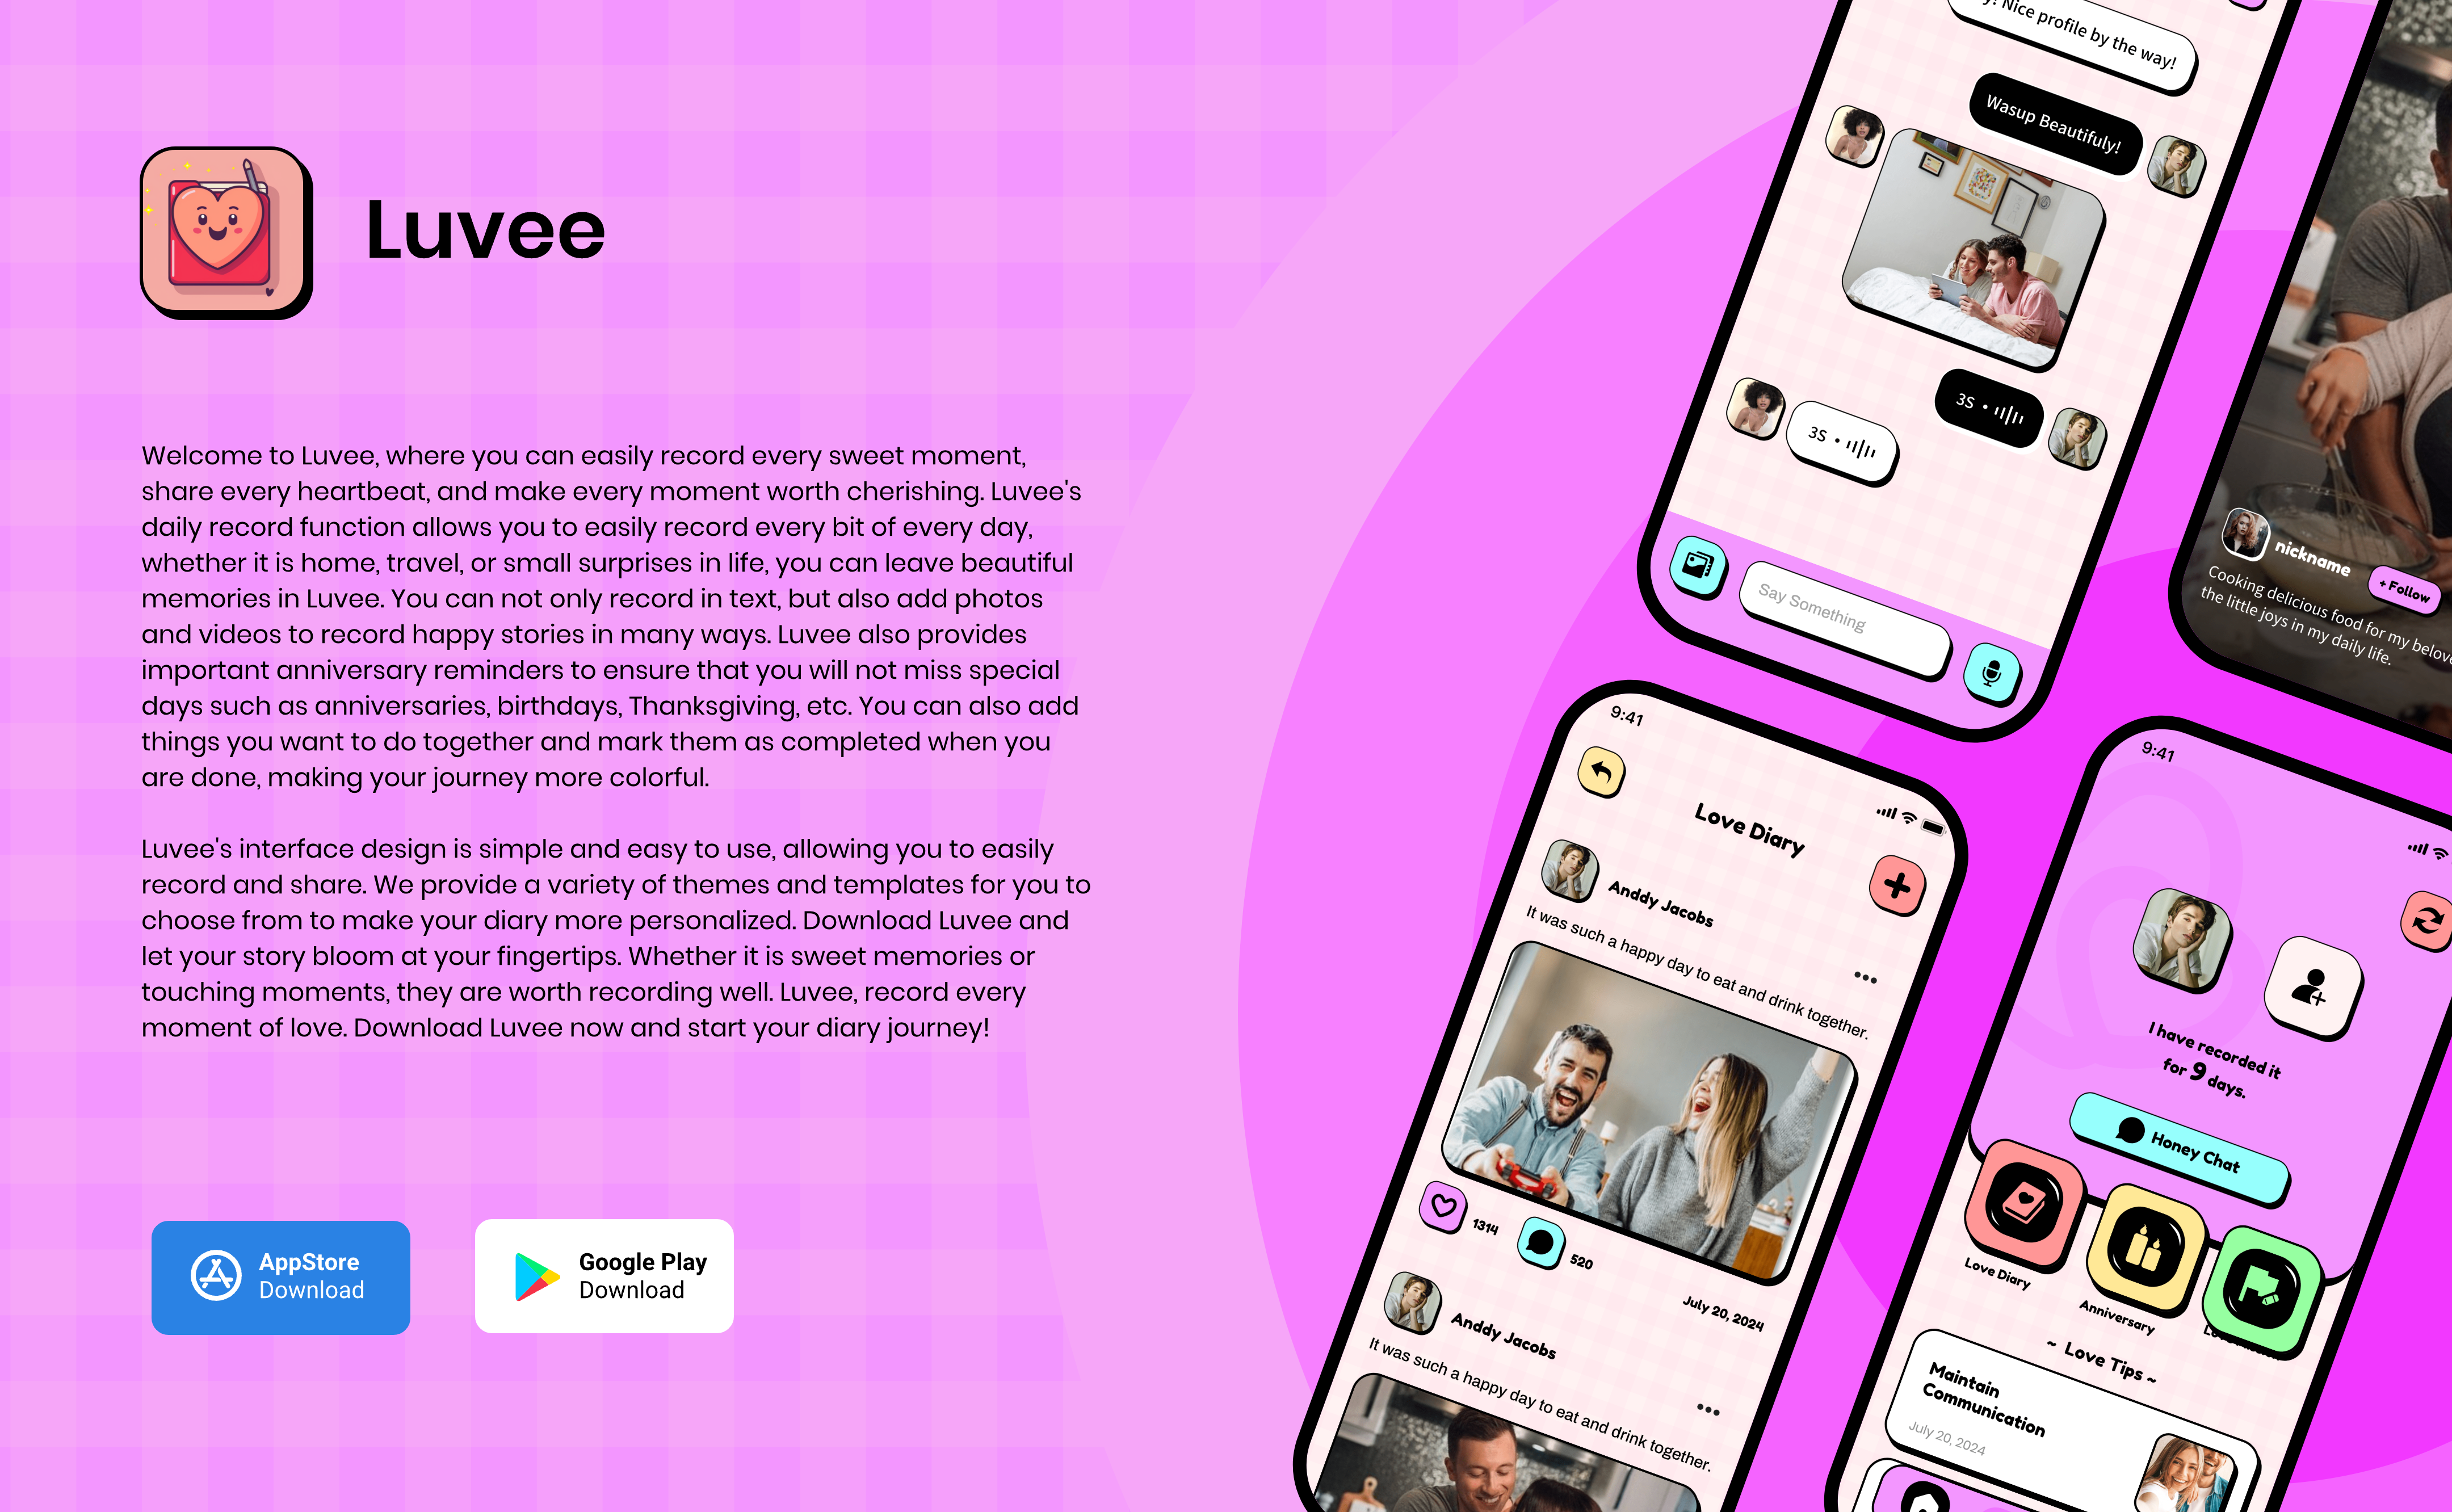 Luvee
Welcome to Luvee, where you can easily record every sweet moment,
share every heartbeat, and make every moment worth cherishing. Luvee's
daily record function allows you to easily record every bit of every day,
whether it is home, travel, or small surprises in life, you can leave beautiful
memories in Luvee. You can not only record in text, but also add photos
and videos to record happy stories in many ways. Luvee also provides
important anniversary reminders to ensure that you will not miss special
days such as anniversaries, birthdays, Thanksgiving, etc. You can also add
things you want to do together and mark them as completed when you
are done, making your journey more colorful.
Luvee's interface design is simple and easy to use, allowing you to easily
record and share. We provide a variety of themes and templates for you to
choose from to make your diary more personalized. Download Luvee and
let your story bloom at your fingertips. Whether it is sweet memories or
touching moments, they are worth recording well. Luvee, record every
moment of love. Download Luvee now and start your diary journey!
AppStore
Download
Google Play
Download
Nice profile by the way!
Wasup Beautifuly!
3S
3S
Say Something
nickname
+ Follow
Cooking delicious food for my
the little joys in my daily life.
9:41
Love Diary
Anddy Jacobs
It was such a happy day to eat and drink together.
1314
520
July 20, 2024
Anddy Jacobs
It was such a happy day to eat and drink together.
9:41
I have recorded it
for 9 days.
Honey Chat
Love Diary
Anniversary
~ Love Tips ~
Maintain
Communication
July 20, 2024